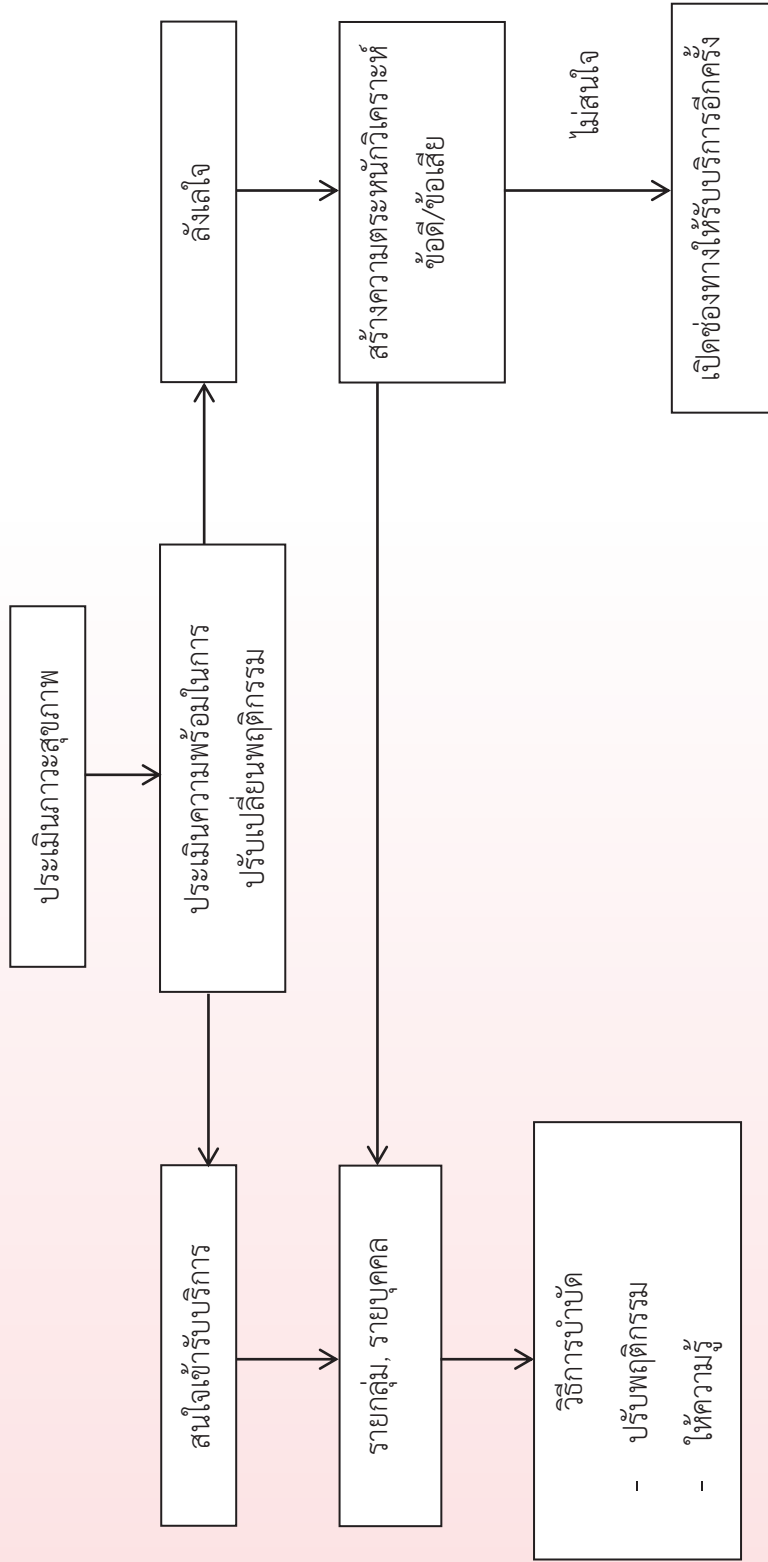 ประเมินภาวะสุขภาพ
ประเมินความพร้อมในการ
ปรับเปลี่ยนพฤติกรรม
สนใจเข้ารับบริการ
ลังเลใจ
รายกลุ่ม, รายบุคคล
สร้างความตระหนักวิเคราะห์
ข้อดี/ข้อเสีย
ไม่สนใจ
วิธีการบำบัด
- ปรับพฤติกรรม
- ให้ความรู้
เปิดช่องทางให้รับบริการอีกครั้ง